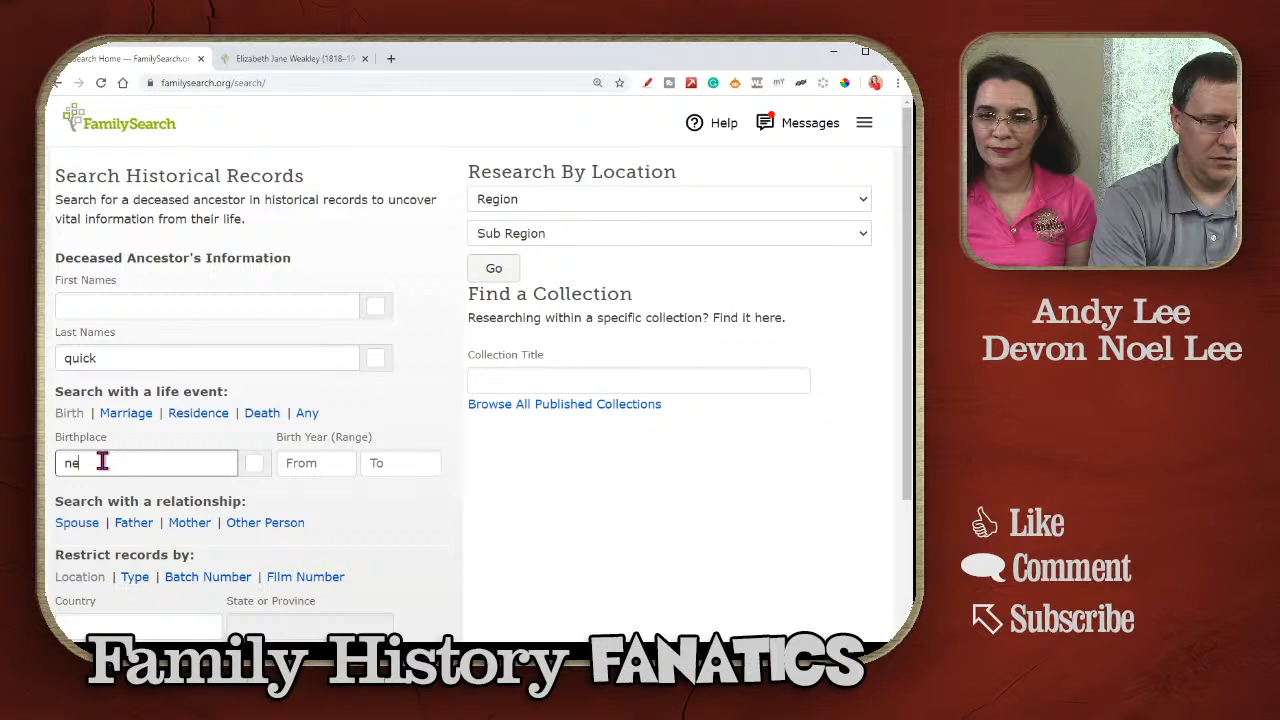 Search Home — FamilySearch.or
Elizabeth Jane Weakley (1818–19
familysearch.org/search/
FamilySearch
Help
Messages
Search Historical Records
Search for a deceased ancestor in historical records to uncover
vital information from their life.
Deceased Ancestor's Information
First Names
Last Names
quick
Search with a life event:
Birth | Marriage | Residence | Death | Any
Birthplace
Birth Year (Range)
ne
From
To
Search with a relationship:
Spouse | Father | Mother | Other Person
Restrict records by:
Location | Type | Batch Number | Film Number
Country
State or Province
Research By Location
Region
Sub Region
Go
Find a Collection
Researching within a specific collection? Find it here.
Collection Title
Browse All Published Collections
Andy Lee
Devon Noel Lee
Like
Comment
Subscribe
Family History FANATICS